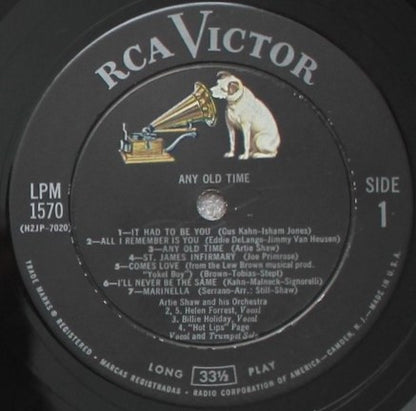 RCA VICTOR
ANY OLD TIME
LPM
1570
(H2JP-7020)
SIDE
1
1—IT HAD TO BE YOU (Gus Kahn-Isham Jones)
2—ALL I REMEMBER IS YOU (Eddie DeLange-Jimmy Van Heusen)
3—ANY OLD TIME (Artie Shaw)
4—ST. JAMES INFIRMARY (Joe Primrose)
5—COMES LOVE (from the Lew Brown musical prod.
"Yokel Boy") (Brown-Tobias-Stept)
6—I'LL NEVER BE THE SAME (Kahn-Malneck-Signorelli)
7—MARINELLA (Serrano-Arr.: Still-Shaw)
Artie Shaw and his Orchestra
2, 5. Helen Forrest, Vocal
3. Billie Holiday, Vocal
4. "Hot Lips" Page
Vocal and Trumpet Solo
LONG 33⅓ PLAY
TRADE MARKS ® REGISTERED • MARCAS REGISTRADAS • RADIO CORPORATION OF AMERICA—CAMDEN, N.J.—MADE IN U.S.A.